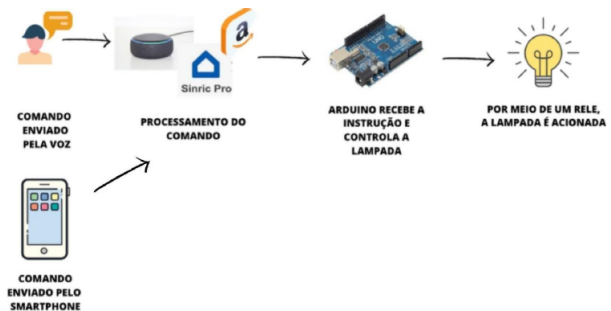 Sinric Pro
COMANDO
ENVIADO
PELA VOZ
PROCESSAMENTO DO
COMANDO
ARDUINO RECEBE A
INSTRUÇÃO E
CONTROLA A
LAMPADA
POR MEIO DE UM RELE,
A LAMPADA É ACIONADA
COMANDO
ENVIADO PELO
SMARTPHONE